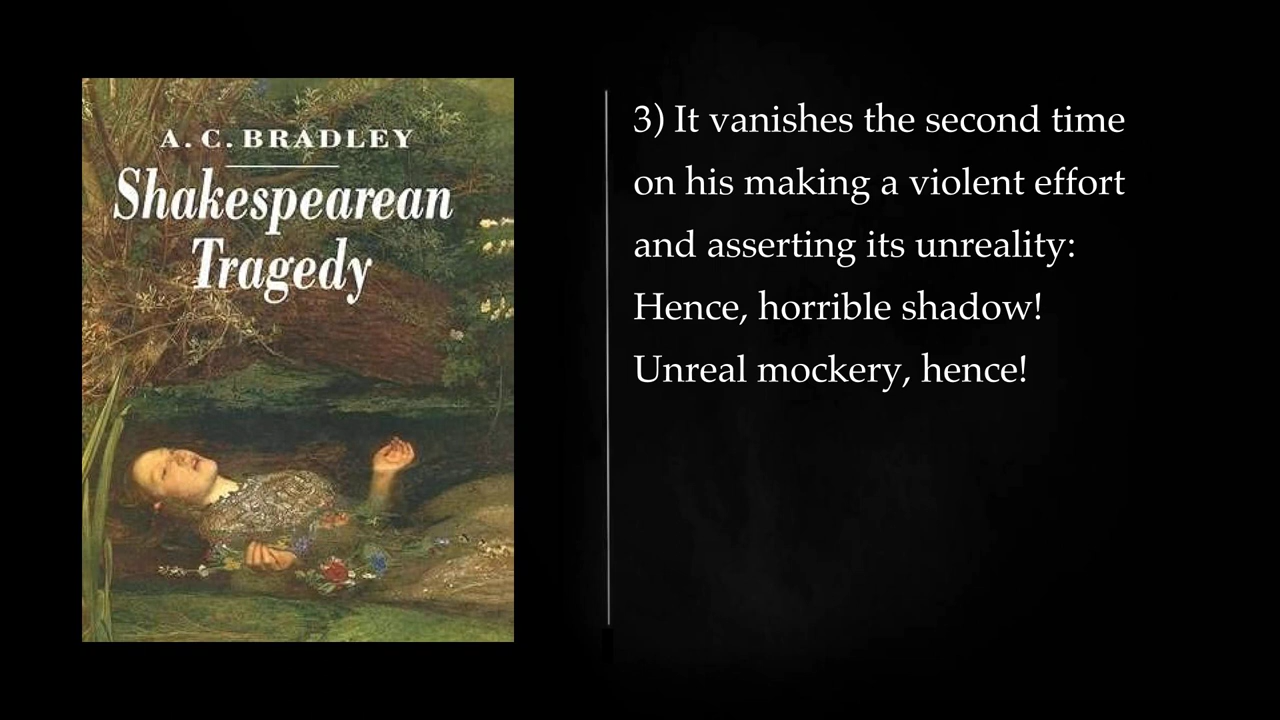 A. C. BRADLEY
Shakespearean
Tragedy
3) It vanishes the second time
on his making a violent effort
and asserting its unreality:
Hence, horrible shadow!
Unreal mockery, hence!